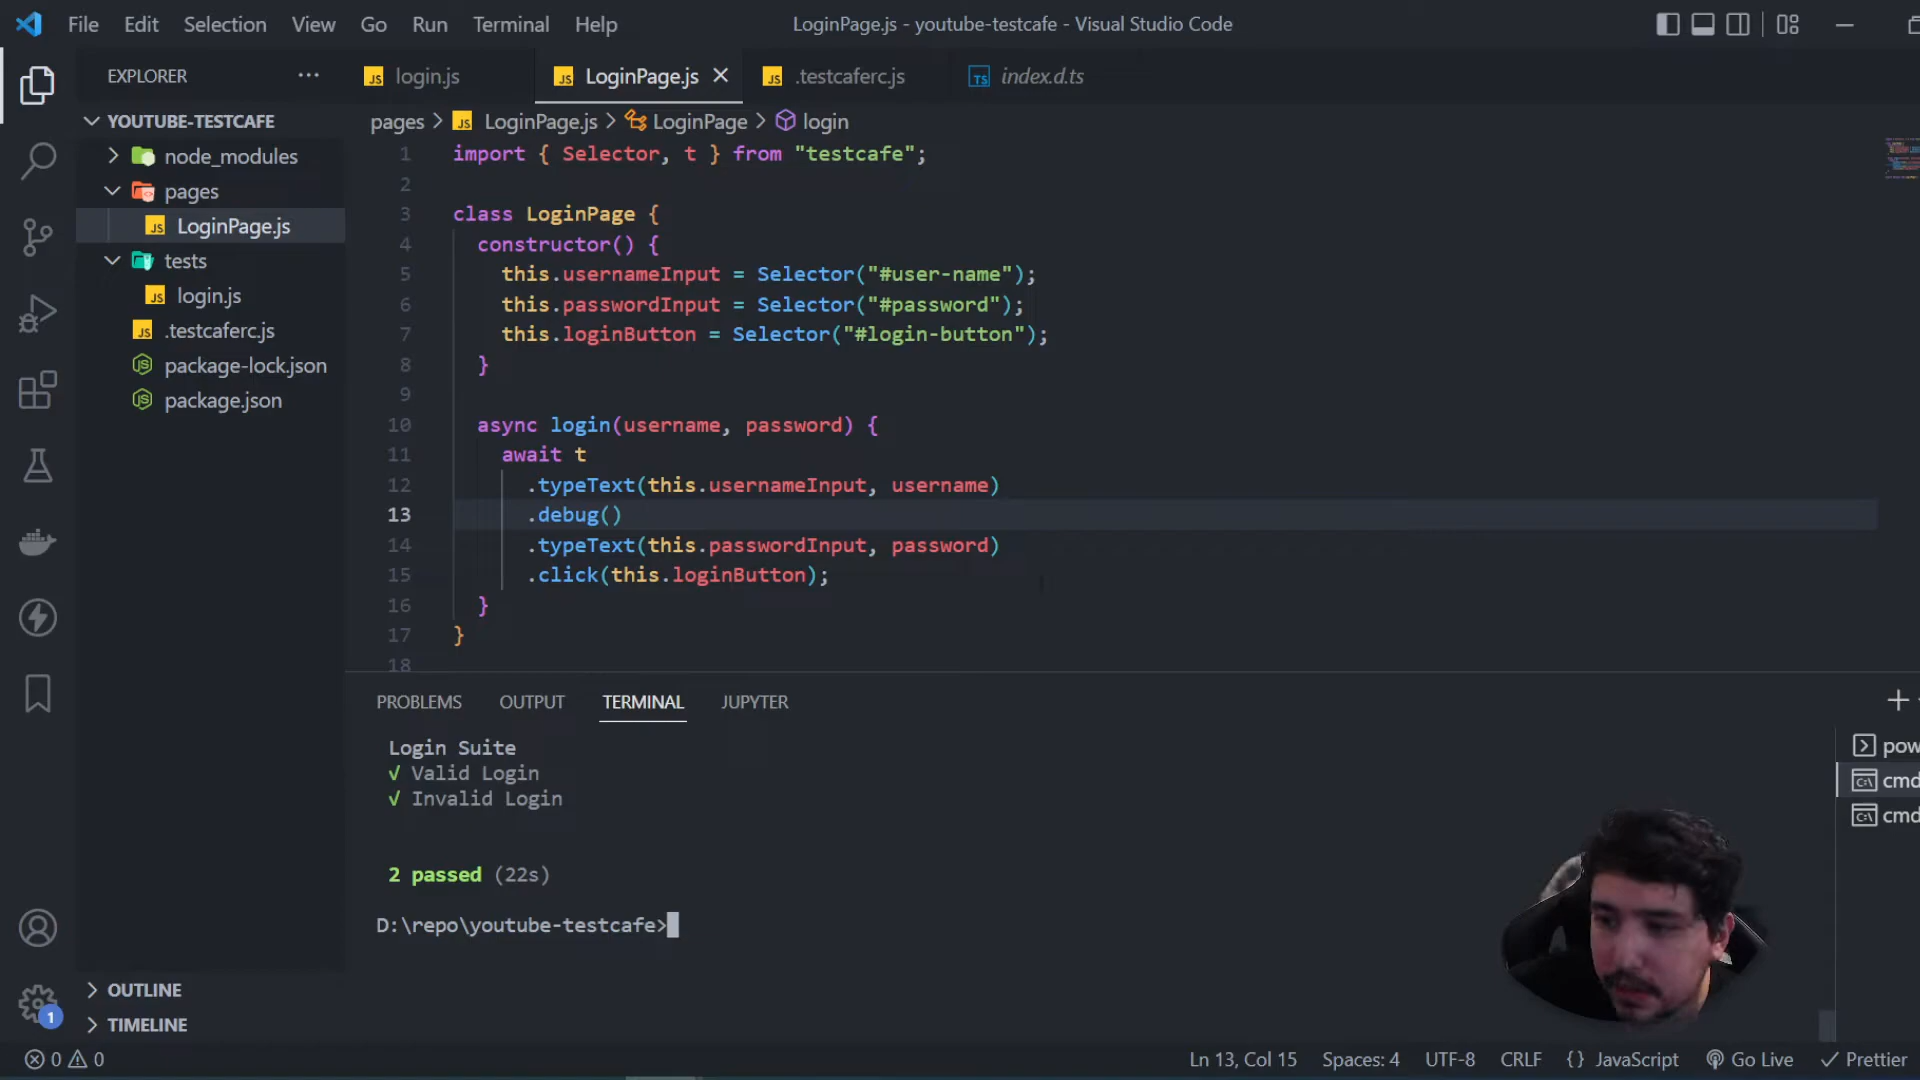 File Edit Selection View Go Run Terminal Help
LoginPage.js - youtube-testcafe - Visual Studio Code
EXPLORER ···
login.js
LoginPage.js
.testcaferc.js
index.d.ts
YOUTUBE-TESTCAFE
node_modules
pages
LoginPage.js
tests
login.js
.testcaferc.js
package-lock.json
package.json
OUTLINE
TIMELINE
pages > LoginPage.js > LoginPage > login
1 import { Selector, t } from "testcafe";
2
3 class LoginPage {
4 constructor() {
5 this.usernameInput = Selector("#user-name");
6 this.passwordInput = Selector("#password");
7 this.loginButton = Selector("#login-button");
8 }
9
10 async login(username, password) {
11 await t
12 .typeText(this.usernameInput, username)
13 .debug()
14 .typeText(this.passwordInput, password)
15 .click(this.loginButton);
16 }
17 }
18
PROBLEMS OUTPUT TERMINAL JUPYTER
Login Suite
√ Valid Login
√ Invalid Login
2 passed (22s)
D:\repo\youtube-testcafe>
pow
cmd
cmd
1
0 0
Ln 13, Col 15 Spaces: 4 UTF-8 CRLF {} JavaScript Go Live Prettier